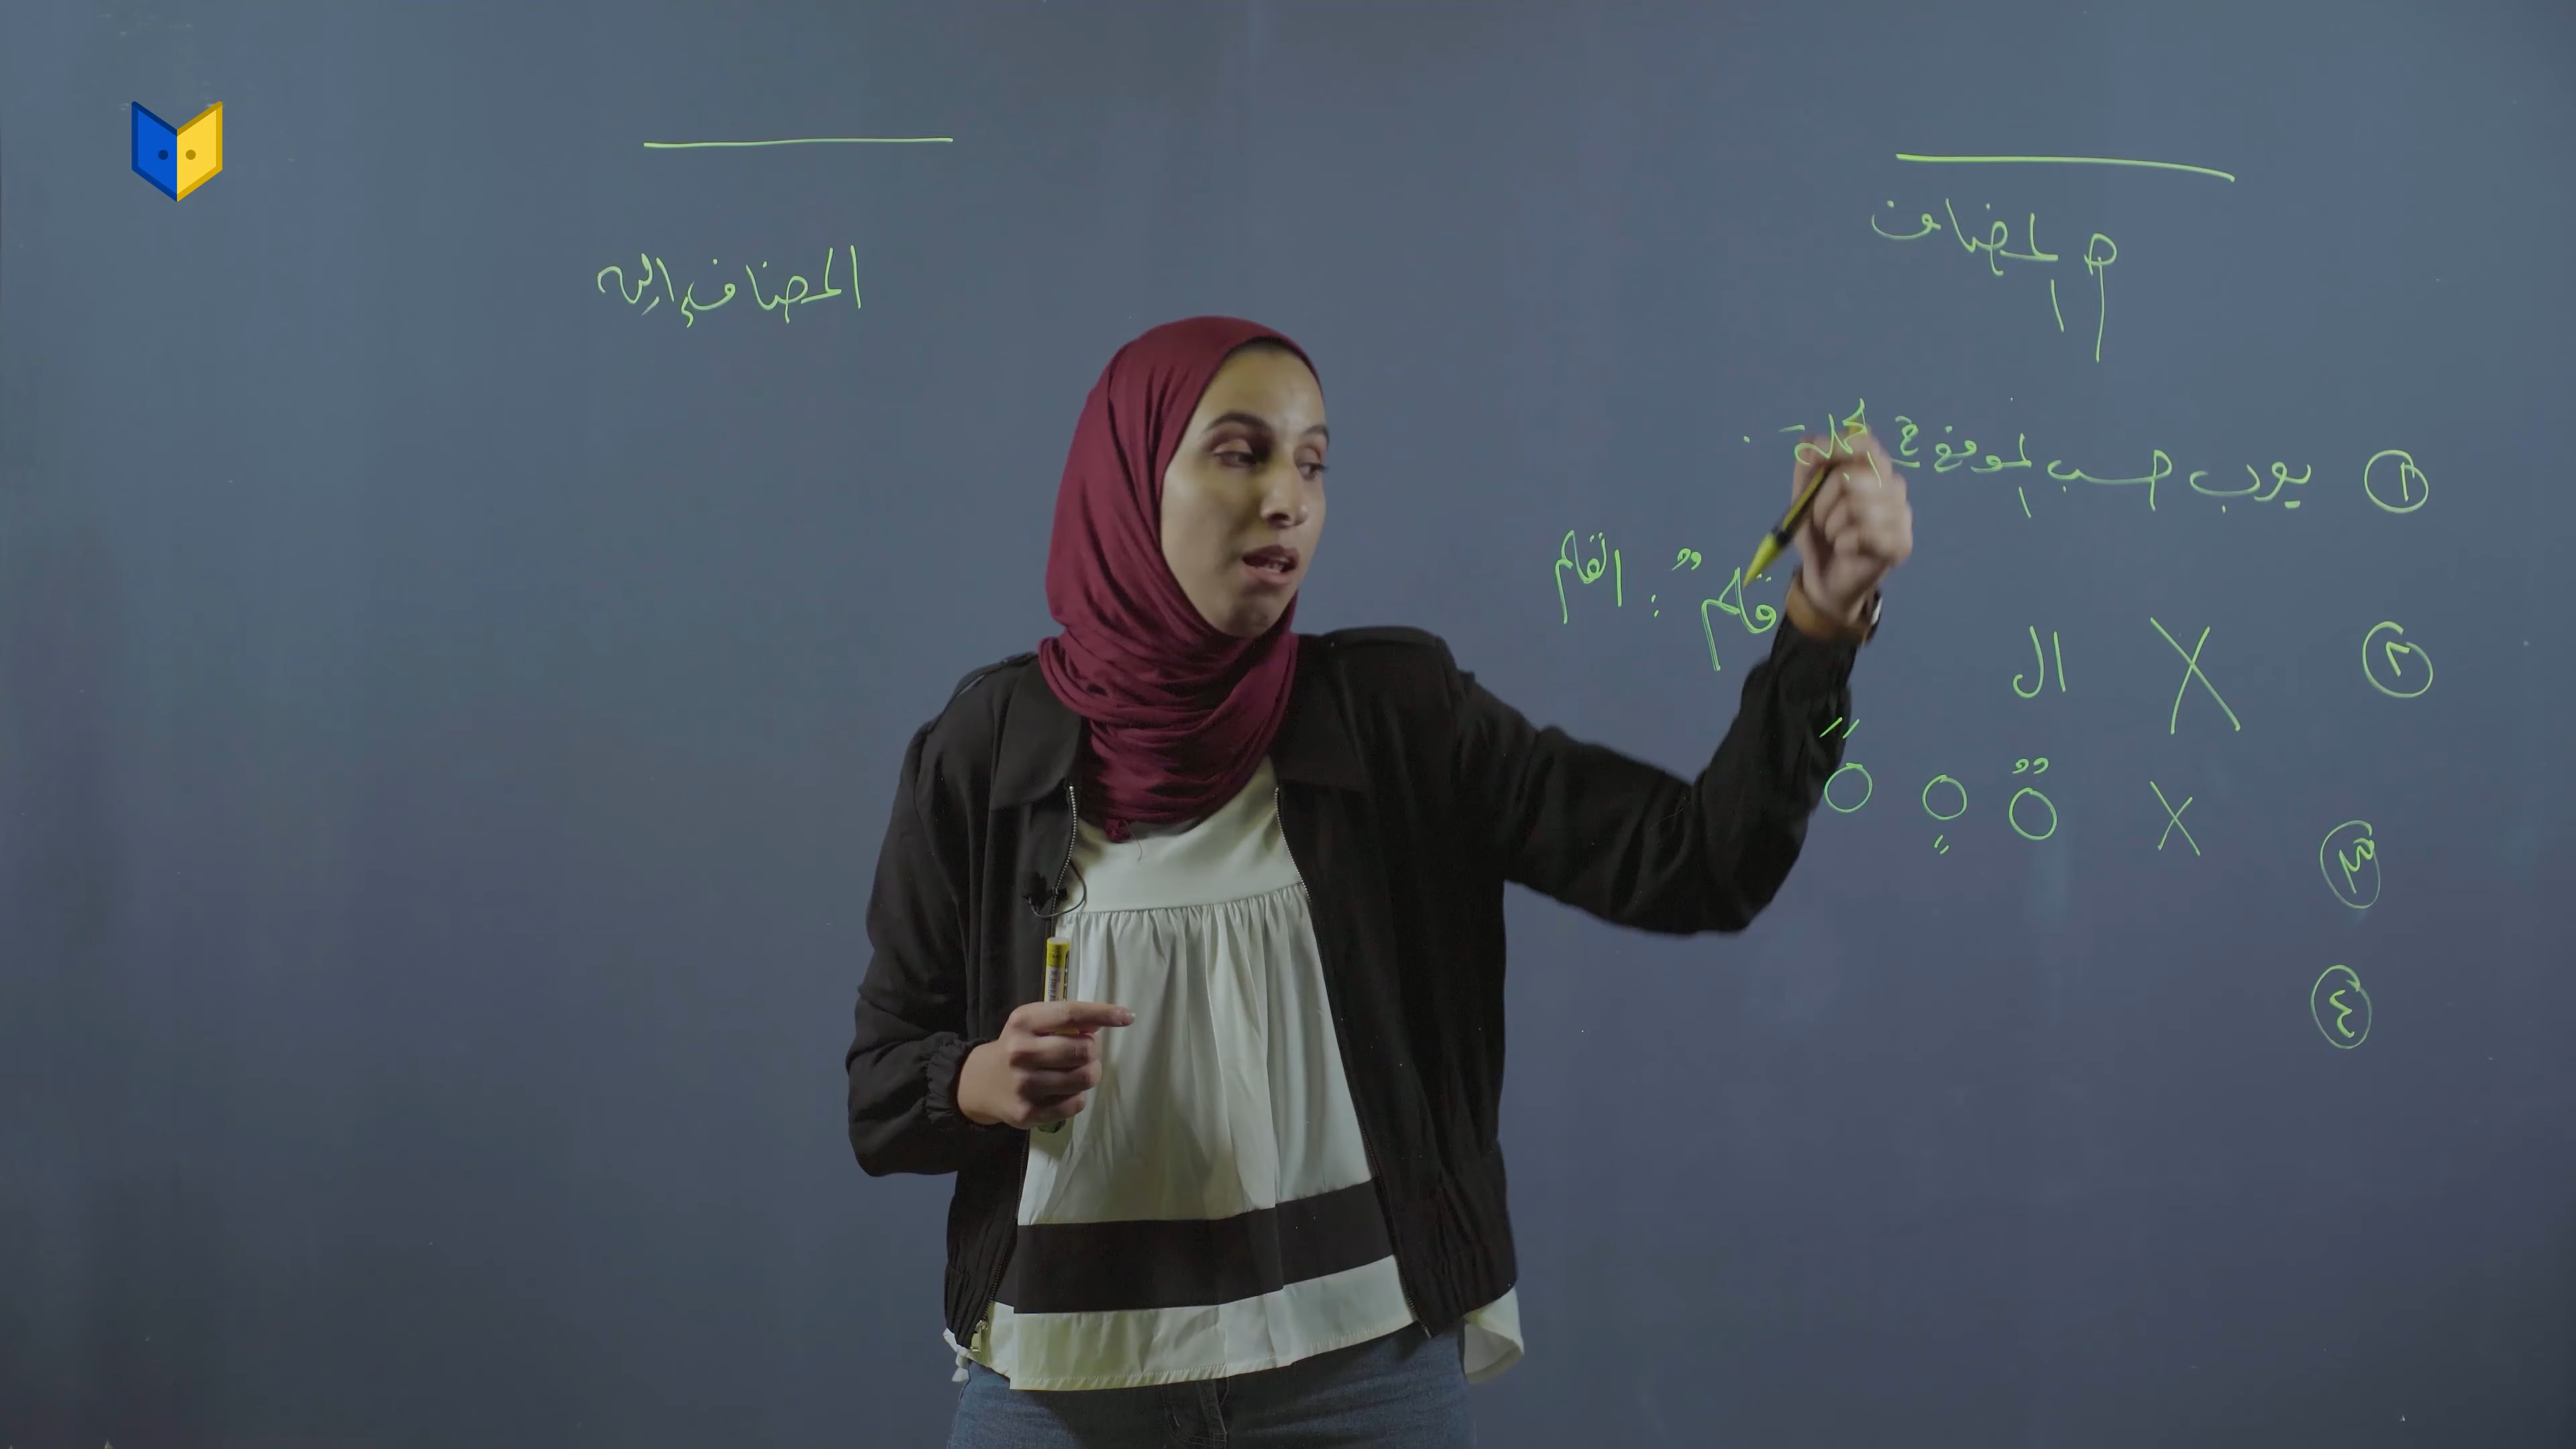 م المضاف
المضاف إليه
١ يعرب حسب الموقع في الجملة.
قلمٌ : القلم
٢ X ال
٣ X ـٌ ـٍ ـً
٤